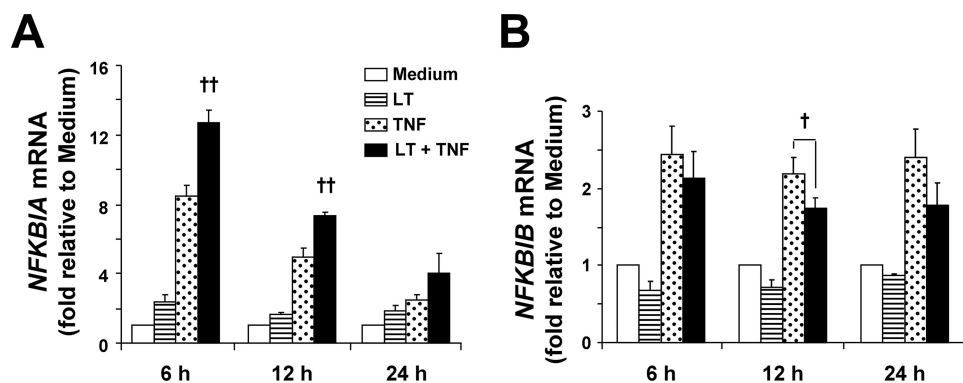 A
NFKBIA mRNA
(fold relative to Medium)
16
12
8
4
0
††
††
Medium
LT
TNF
LT + TNF
6 h
12 h
24 h
B
NFKBIB mRNA
(fold relative to Medium)
3
2
1
0
†
6 h
12 h
24 h